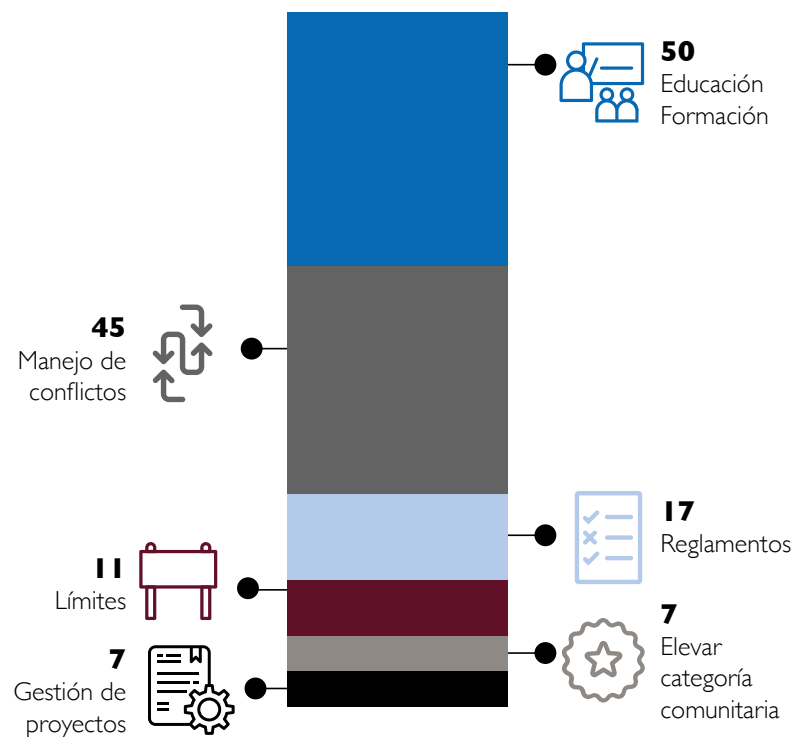 50
Educación
Formación
45
Manejo de
conflictos
17
Reglamentos
11
Límites
7
Elevar
categoría
comunitaria
7
Gestión de
proyectos